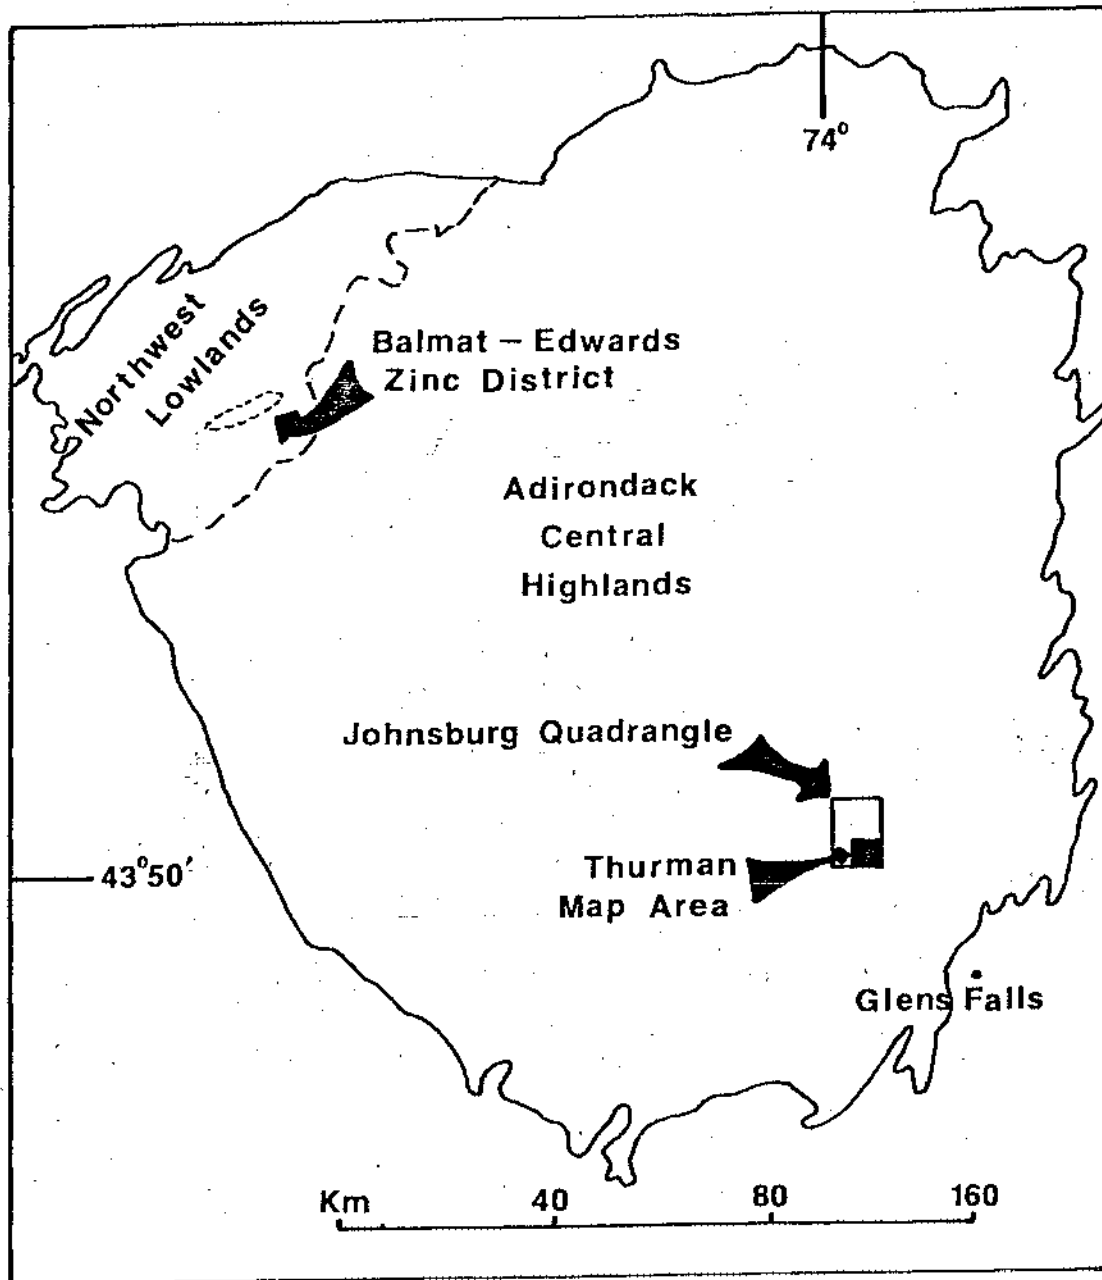 74°
Northwest
Lowlands
Balmat – Edwards
Zinc District
Adirondack
Central
Highlands
Johnsburg Quadrangle
43°50'
Thurman
Map Area
Glens Falls
Km 40 80 160